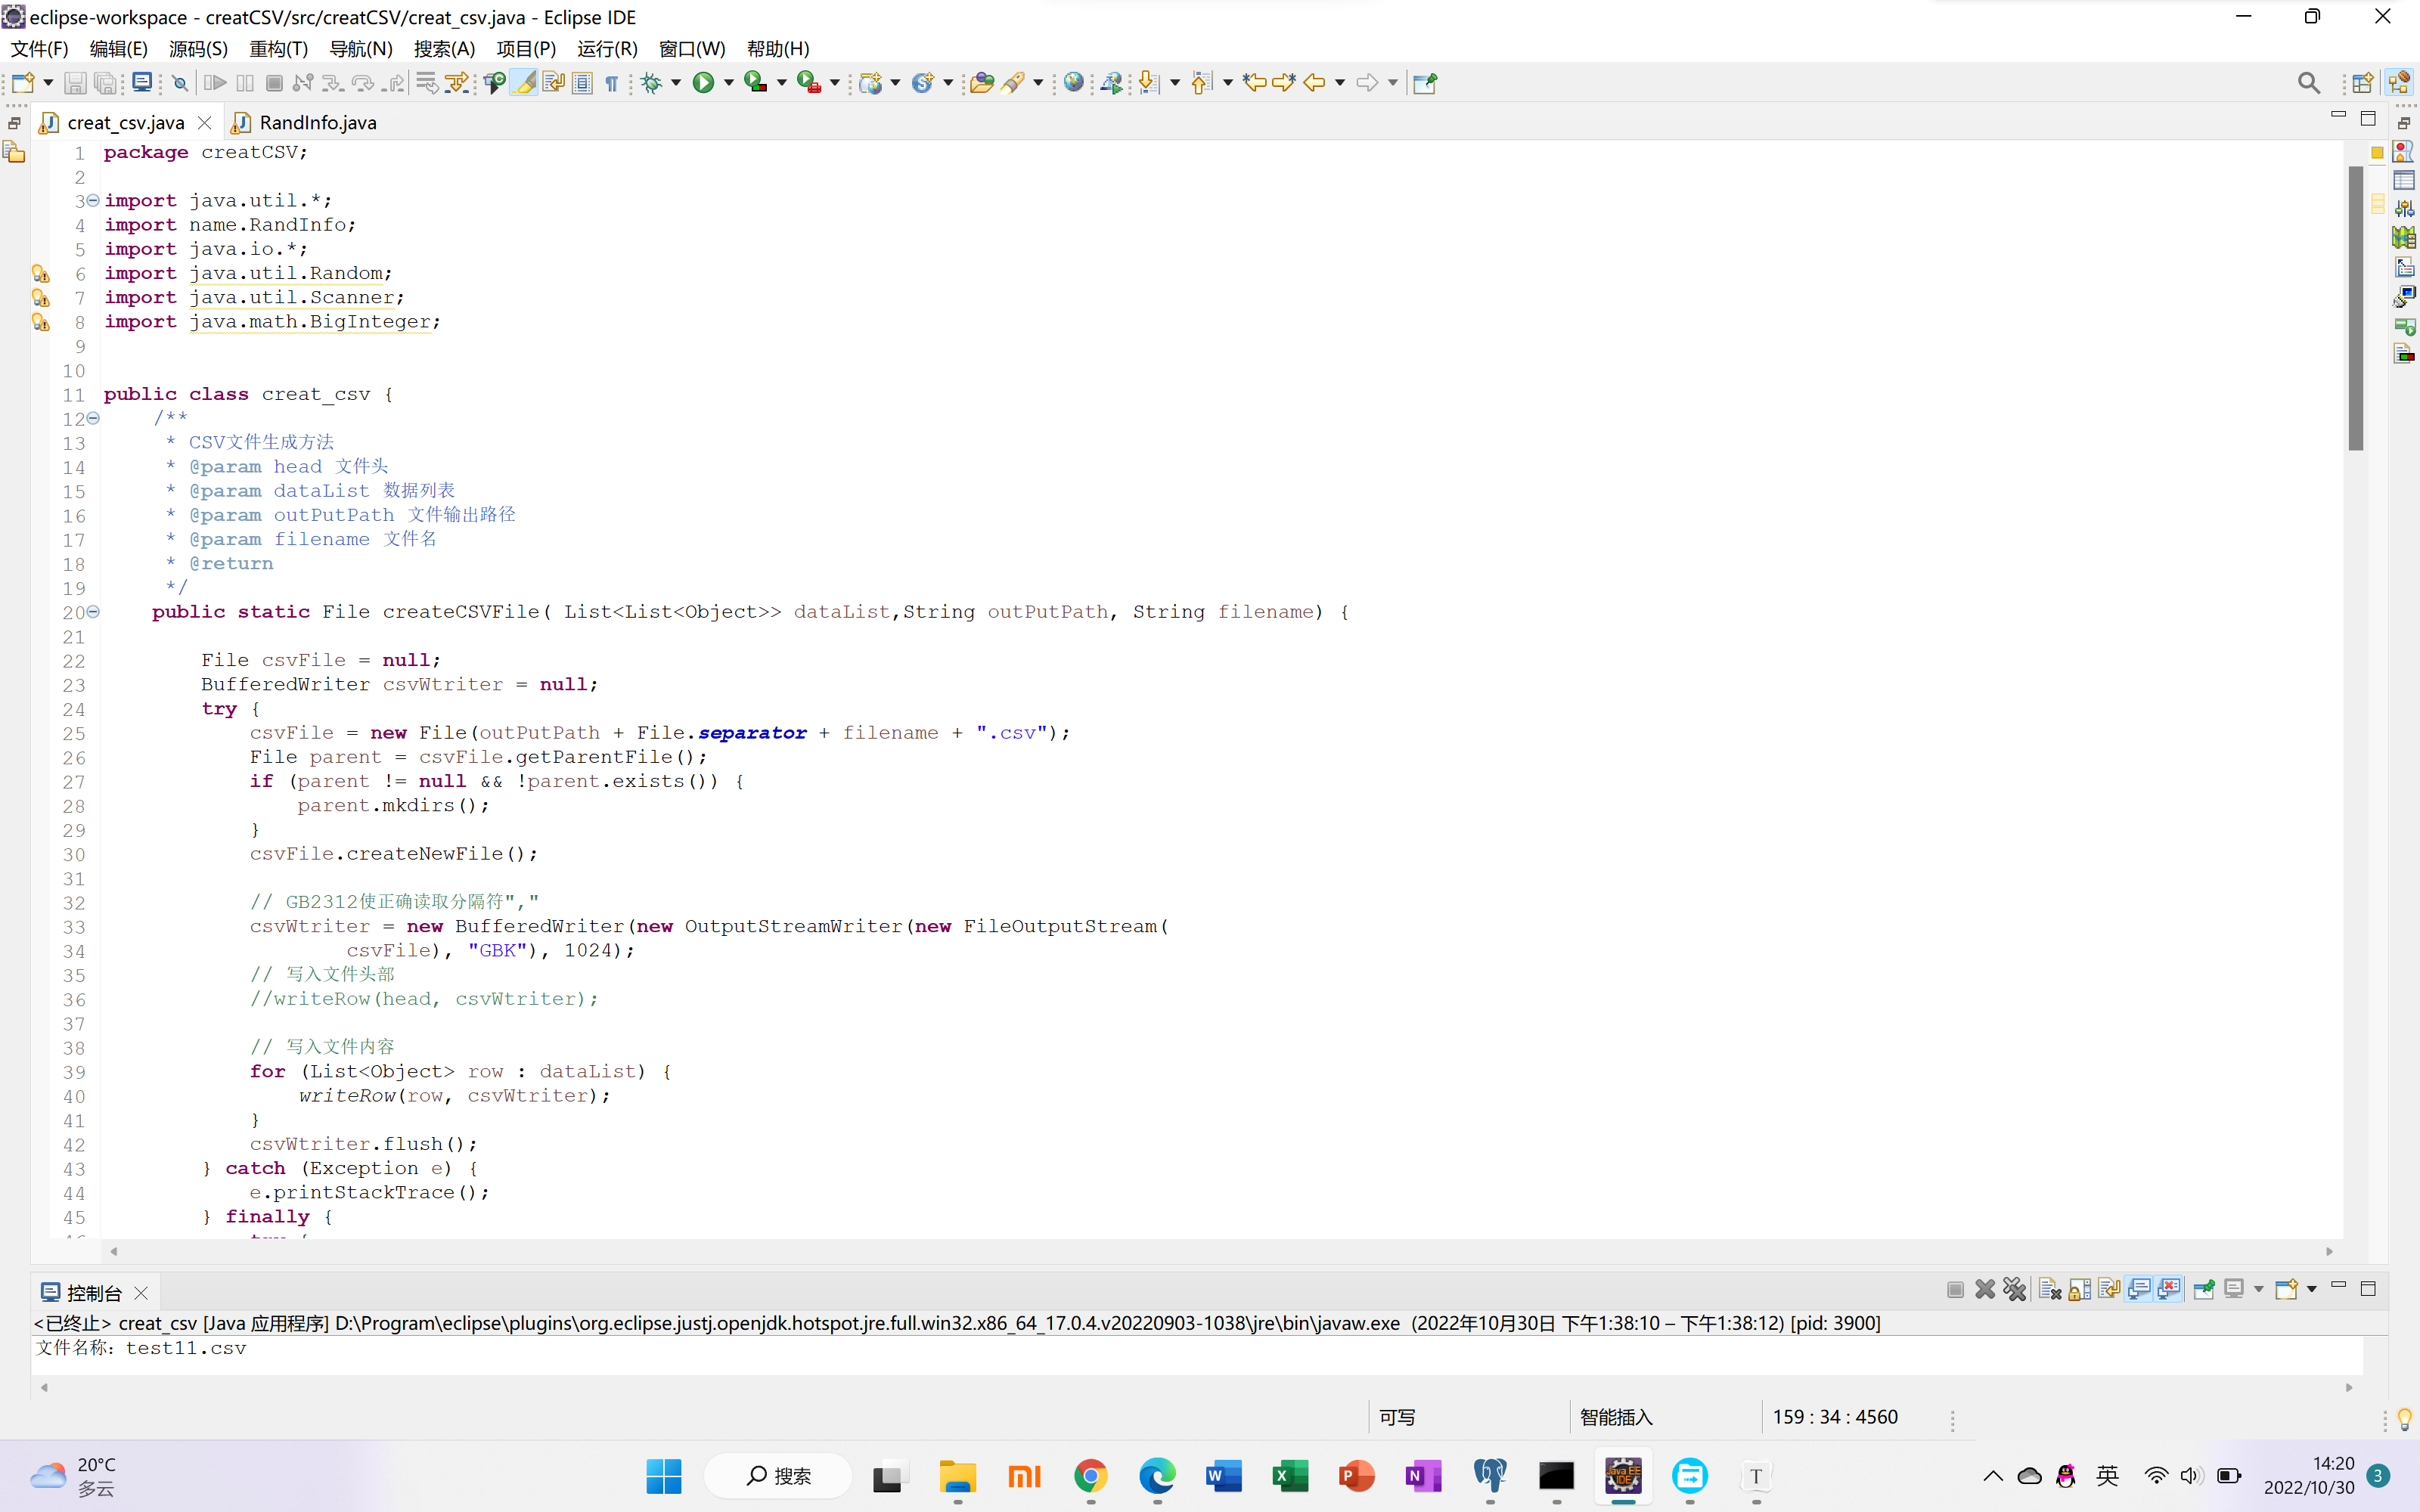 eclipse-workspace - creatCSV/src/creatCSV/creat_csv.java - Eclipse IDE
文件(F) 编辑(E) 源码(S) 重构(T) 导航(N) 搜索(A) 项目(P) 运行(R) 窗口(W) 帮助(H)
creat_csv.java RandInfo.java
1 package creatCSV;
2
3 import java.util.*;
4 import name.RandInfo;
5 import java.io.*;
6 import java.util.Random;
7 import java.util.Scanner;
8 import java.math.BigInteger;
9
10
11 public class creat_csv {
12 /**
13 * CSV文件生成方法
14 * @param head 文件头
15 * @param dataList 数据列表
16 * @param outPutPath 文件输出路径
17 * @param filename 文件名
18 * @return
19 */
20 public static File createCSVFile( List<List<Object>> dataList,String outPutPath, String filename) {
21
22 File csvFile = null;
23 BufferedWriter csvWtriter = null;
24 try {
25 csvFile = new File(outPutPath + File.separator + filename + ".csv");
26 File parent = csvFile.getParentFile();
27 if (parent != null && !parent.exists()) {
28 parent.mkdirs();
29 }
30 csvFile.createNewFile();
31
32 // GB2312使正确读取分隔符","
33 csvWtriter = new BufferedWriter(new OutputStreamWriter(new FileOutputStream(
34 csvFile), "GBK"), 1024);
35 // 写入文件头部
36 //writeRow(head, csvWtriter);
37
38 // 写入文件内容
39 for (List<Object> row : dataList) {
40 writeRow(row, csvWtriter);
41 }
42 csvWtriter.flush();
43 } catch (Exception e) {
44 e.printStackTrace();
45 } finally {
控制台
<已终止> creat_csv [Java 应用程序] D:\Program\eclipse\plugins\org.eclipse.justj.openjdk.hotspot.jre.full.win32.x86_64_17.0.4.v20220903-1038\jre\bin\javaw.exe (2022年10月30日 下午1:38:10 – 下午1:38:12) [pid: 3900]
文件名称：test11.csv
可写 智能插入 159 : 34 : 4560
20°C
多云
搜索
英
14:20
2022/10/30
3